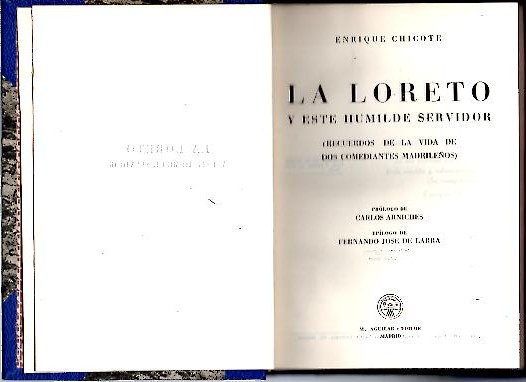 ENRIQUE CHICOTE
LA LORETO
Y ESTE HUMILDE SERVIDOR
(RECUERDOS DE LA VIDA DE
DOS COMEDIANTES MADRILEÑOS)
PRÓLOGO DE
CARLOS ARNICHES
EPÍLOGO DE
FERNANDO JOSE DE LARRA
M. AGUILAR - EDITOR
MADRID